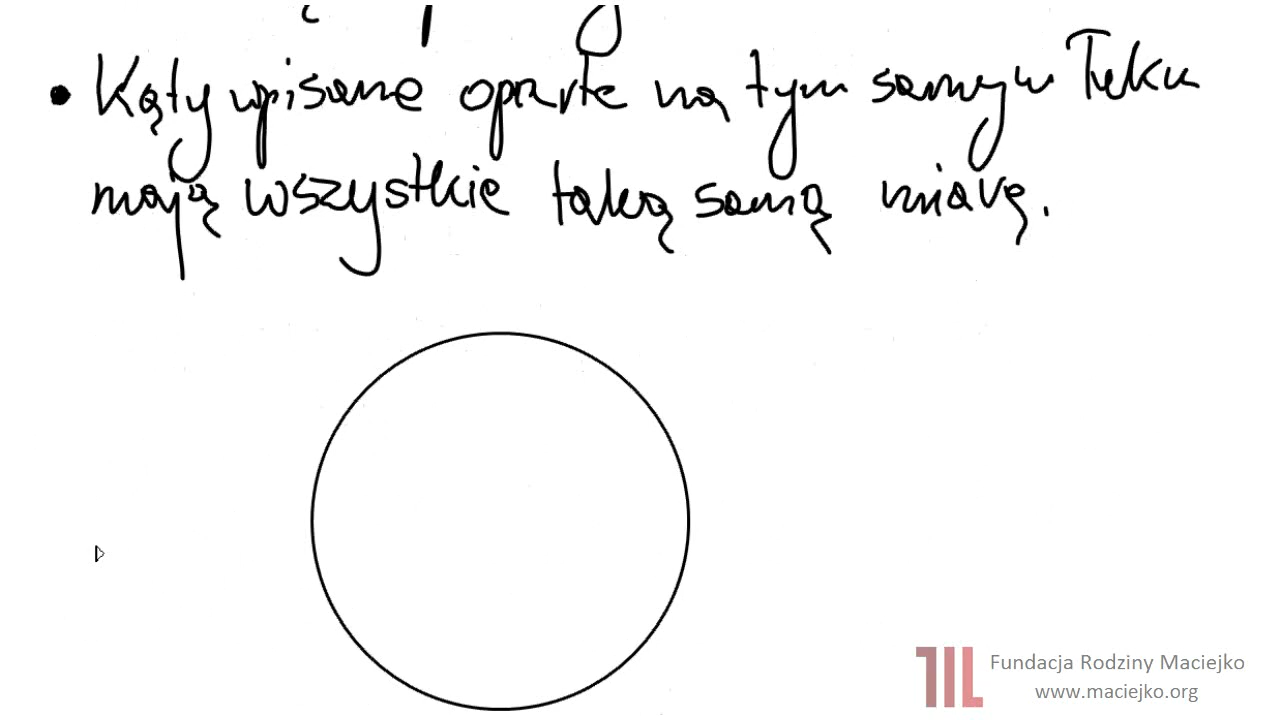 • Kąty wpisane oparte na tym samym łuku
mają wszystkie taką samą miarę.
Fundacja Rodziny Maciejko
www.maciejko.org